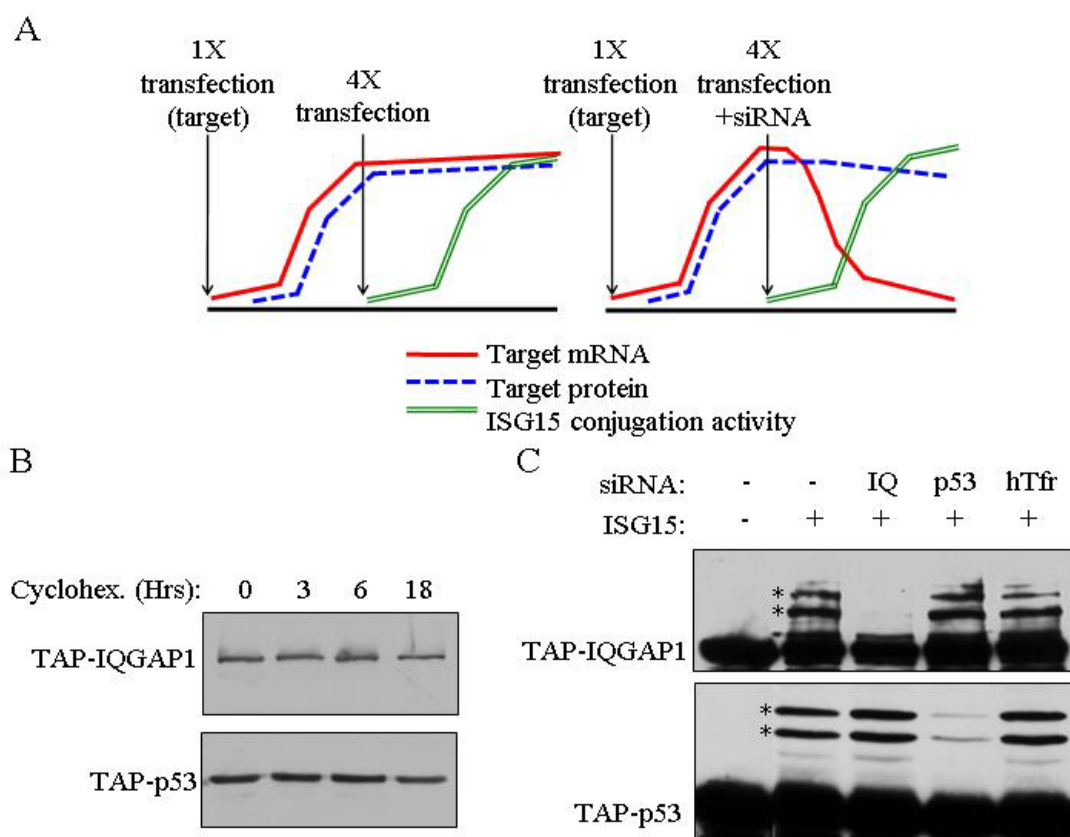 A
1X
transfection
(target)
4X
transfection
1X
transfection
(target)
4X
transfection
+siRNA
Target mRNA
Target protein
ISG15 conjugation activity
B
Cyclohex. (Hrs): 0 3 6 18
TAP-IQGAP1
TAP-p53
C
siRNA: - - IQ p53 hTfr
ISG15: - + + + +
*
*
TAP-IQGAP1
*
*
TAP-p53